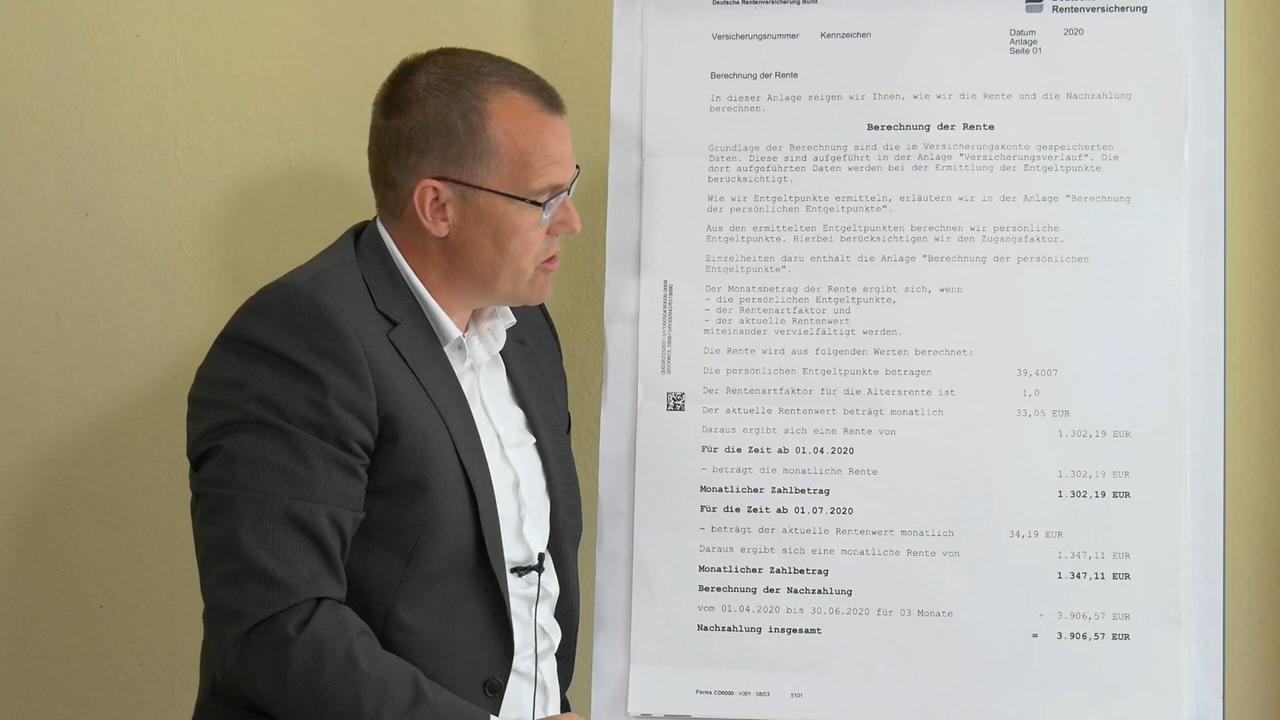 Deutsche Rentenversicherung Bund
Rentenversicherung
Versicherungsnummer Kennzeichen
Datum 2020
Anlage
Seite 01
Berechnung der Rente
In dieser Anlage zeigen wir Ihnen, wie wir die Rente und die Nachzahlung
berechnen.
Berechnung der Rente
Grundlage der Berechnung sind die im Versicherungskonto gespeicherten
Daten. Diese sind aufgeführt in der Anlage "Versicherungsverlauf". Die
dort aufgeführten Daten werden bei der Ermittlung der Entgeltpunkte
berücksichtigt.
Wie wir Entgeltpunkte ermitteln, erläutern wir in der Anlage "Berechnung
der persönlichen Entgeltpunkte".
Aus den ermittelten Entgeltpunkten berechnen wir persönliche
Entgeltpunkte. Hierbei berücksichtigen wir den Zugangsfaktor.
Einzelheiten dazu enthält die Anlage "Berechnung der persönlichen
Entgeltpunkte".
Der Monatsbetrag der Rente ergibt sich, wenn
- die persönlichen Entgeltpunkte,
- der Rentenartfaktor und
- der aktuelle Rentenwert
miteinander vervielfältigt werden.
Die Rente wird aus folgenden Werten berechnet:
Die persönlichen Entgeltpunkte betragen 39,4007
Der Rentenartfaktor für die Altersrente ist 1,0
Der aktuelle Rentenwert beträgt monatlich 33,05 EUR
Daraus ergibt sich eine Rente von 1.302,19 EUR
Für die Zeit ab 01.04.2020
- beträgt die monatliche Rente 1.302,19 EUR
Monatlicher Zahlbetrag 1.302,19 EUR
Für die Zeit ab 01.07.2020
- beträgt der aktuelle Rentenwert monatlich 34,19 EUR
Daraus ergibt sich eine monatliche Rente von 1.347,11 EUR
Monatlicher Zahlbetrag 1.347,11 EUR
Berechnung der Nachzahlung
vom 01.04.2020 bis 30.06.2020 für 03 Monate + 3.906,57 EUR
Nachzahlung insgesamt = 3.906,57 EUR
Forms CD6000 - V001 - 08/03 5101